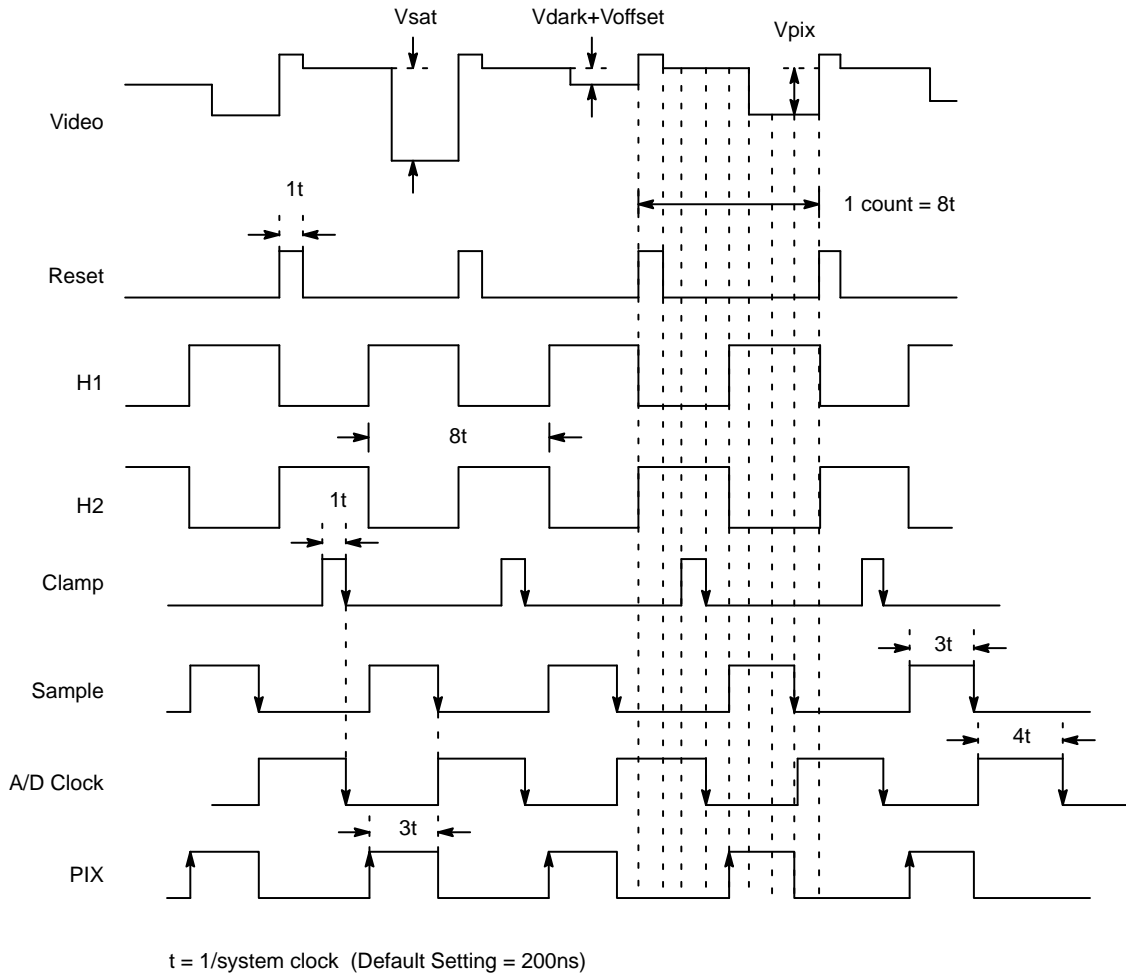 Vsat
Vdark+Voffset
Vpix
Video
1t
1 count = 8t
Reset
H1
8t
H2
1t
Clamp
3t
Sample
4t
A/D Clock
3t
PIX
t = 1/system clock (Default Setting = 200ns)